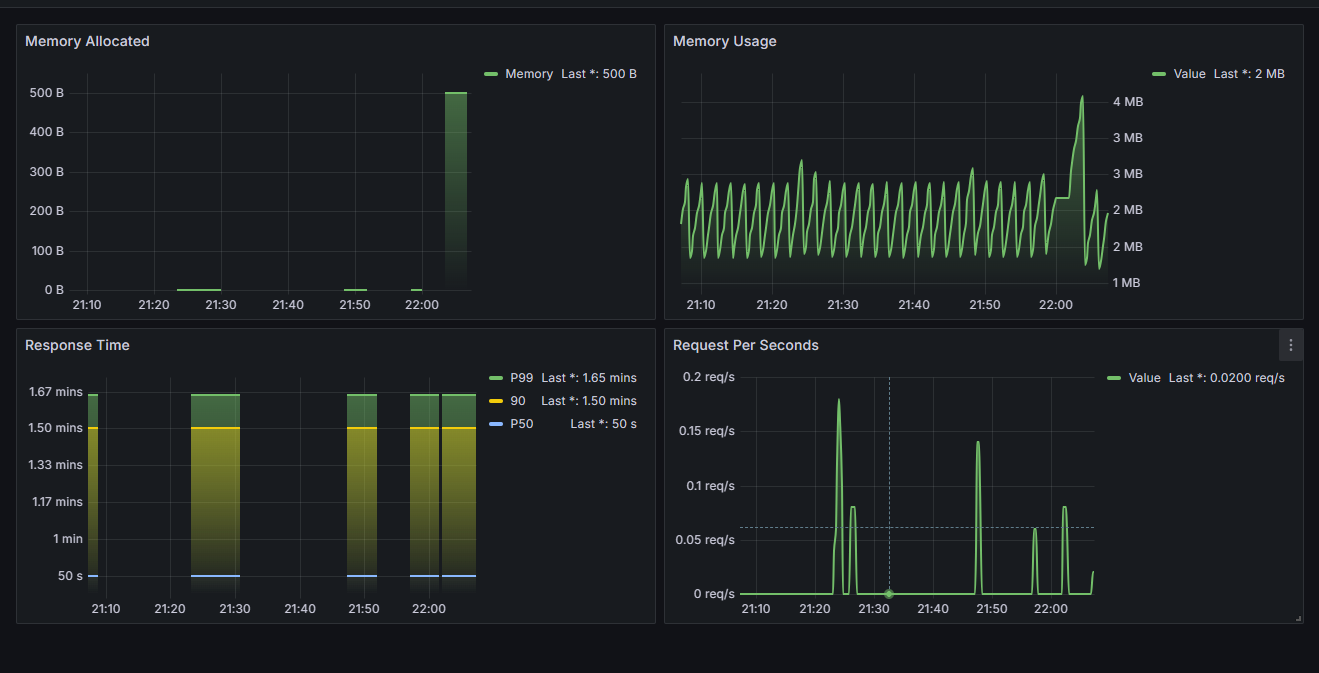 Memory Allocated
Memory Last *: 500 B
500 B
400 B
300 B
200 B
100 B
0 B
21:10 21:20 21:30 21:40 21:50 22:00
Memory Usage
Value Last *: 2 MB
4 MB
3 MB
3 MB
2 MB
2 MB
1 MB
21:10 21:20 21:30 21:40 21:50 22:00
Response Time
P99 Last *: 1.65 mins
90 Last *: 1.50 mins
P50 Last *: 50 s
1.67 mins
1.50 mins
1.33 mins
1.17 mins
1 min
50 s
21:10 21:20 21:30 21:40 21:50 22:00
Request Per Seconds
Value Last *: 0.0200 req/s
0.2 req/s
0.15 req/s
0.1 req/s
0.05 req/s
0 req/s
21:10 21:20 21:30 21:40 21:50 22:00